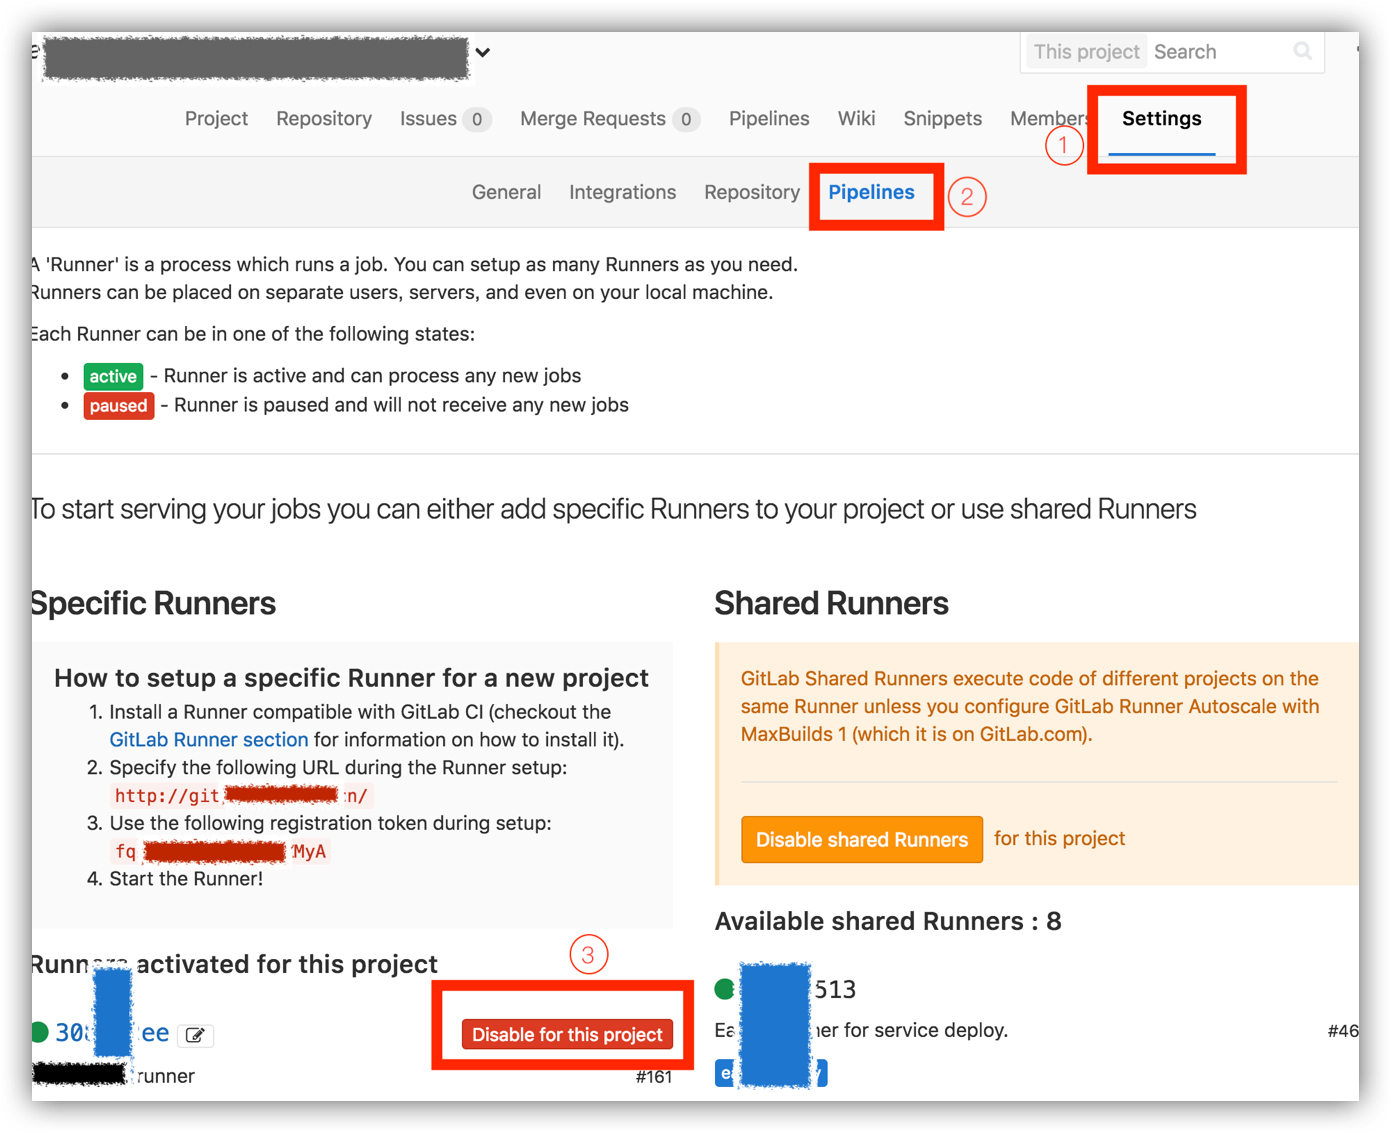 This project Search
Project Repository Issues 0 Merge Requests 0 Pipelines Wiki Snippets Members Settings
1
General Integrations Repository Pipelines 2
A 'Runner' is a process which runs a job. You can setup as many Runners as you need.
Runners can be placed on separate users, servers, and even on your local machine.
Each Runner can be in one of the following states:
• active - Runner is active and can process any new jobs
• paused - Runner is paused and will not receive any new jobs
To start serving your jobs you can either add specific Runners to your project or use shared Runners
Specific Runners
How to setup a specific Runner for a new project
1. Install a Runner compatible with GitLab CI (checkout the
GitLab Runner section for information on how to install it).
2. Specify the following URL during the Runner setup:
http://git n/
3. Use the following registration token during setup:
fq MyA
4. Start the Runner!
Runners activated for this project
3
30 ee
Disable for this project
runner #161
Shared Runners
GitLab Shared Runners execute code of different projects on the
same Runner unless you configure GitLab Runner Autoscale with
MaxBuilds 1 (which it is on GitLab.com).
Disable shared Runners for this project
Available shared Runners : 8
513
Ea ner for service deploy. #46